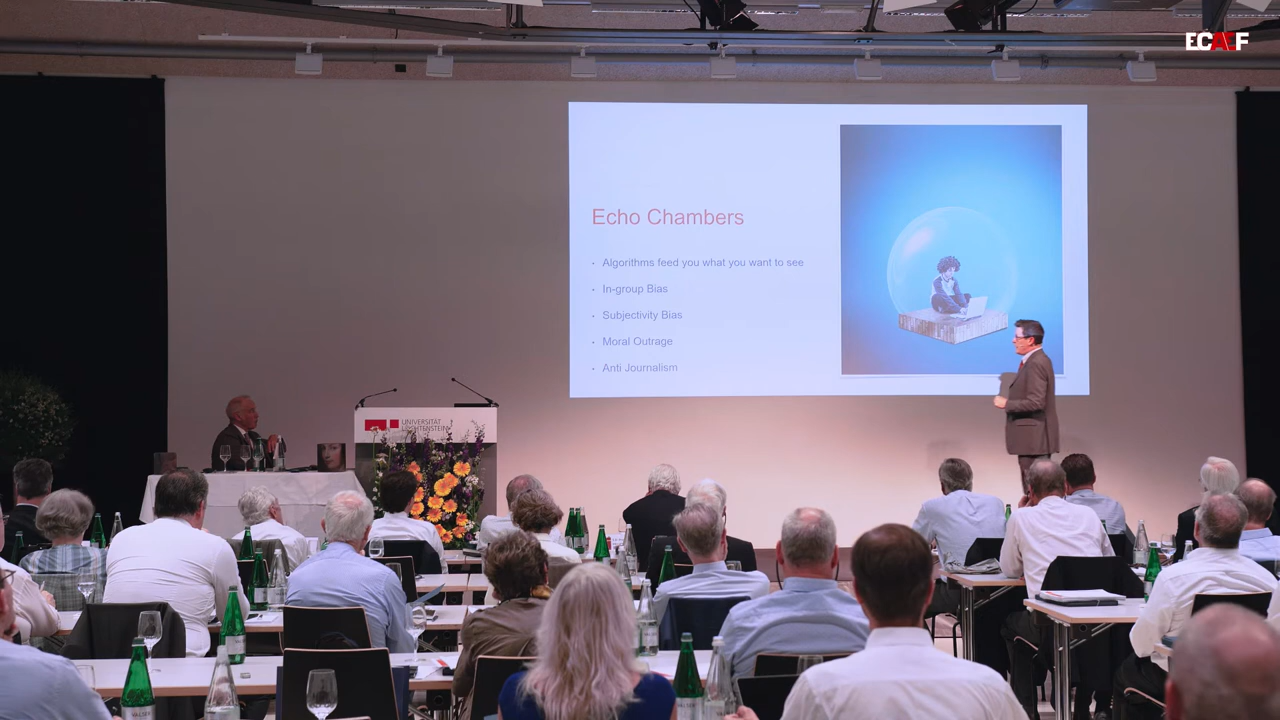 ECAEF
Echo Chambers
• Algorithms feed you what you want to see
• In-group Bias
• Subjectivity Bias
• Moral Outrage
• Anti Journalism
UNIVERSITÄT
LIECHTENSTEIN